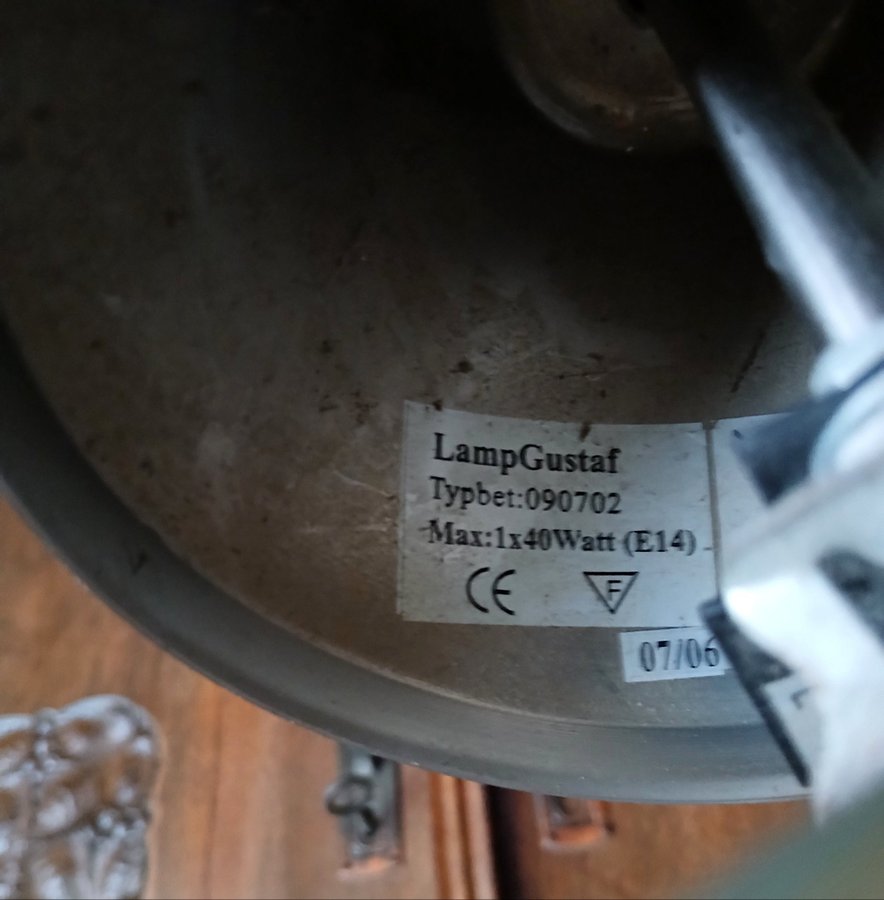 LampGustaf
Typbet:090702
Max:1x40Watt (E14)
CE F
07/06